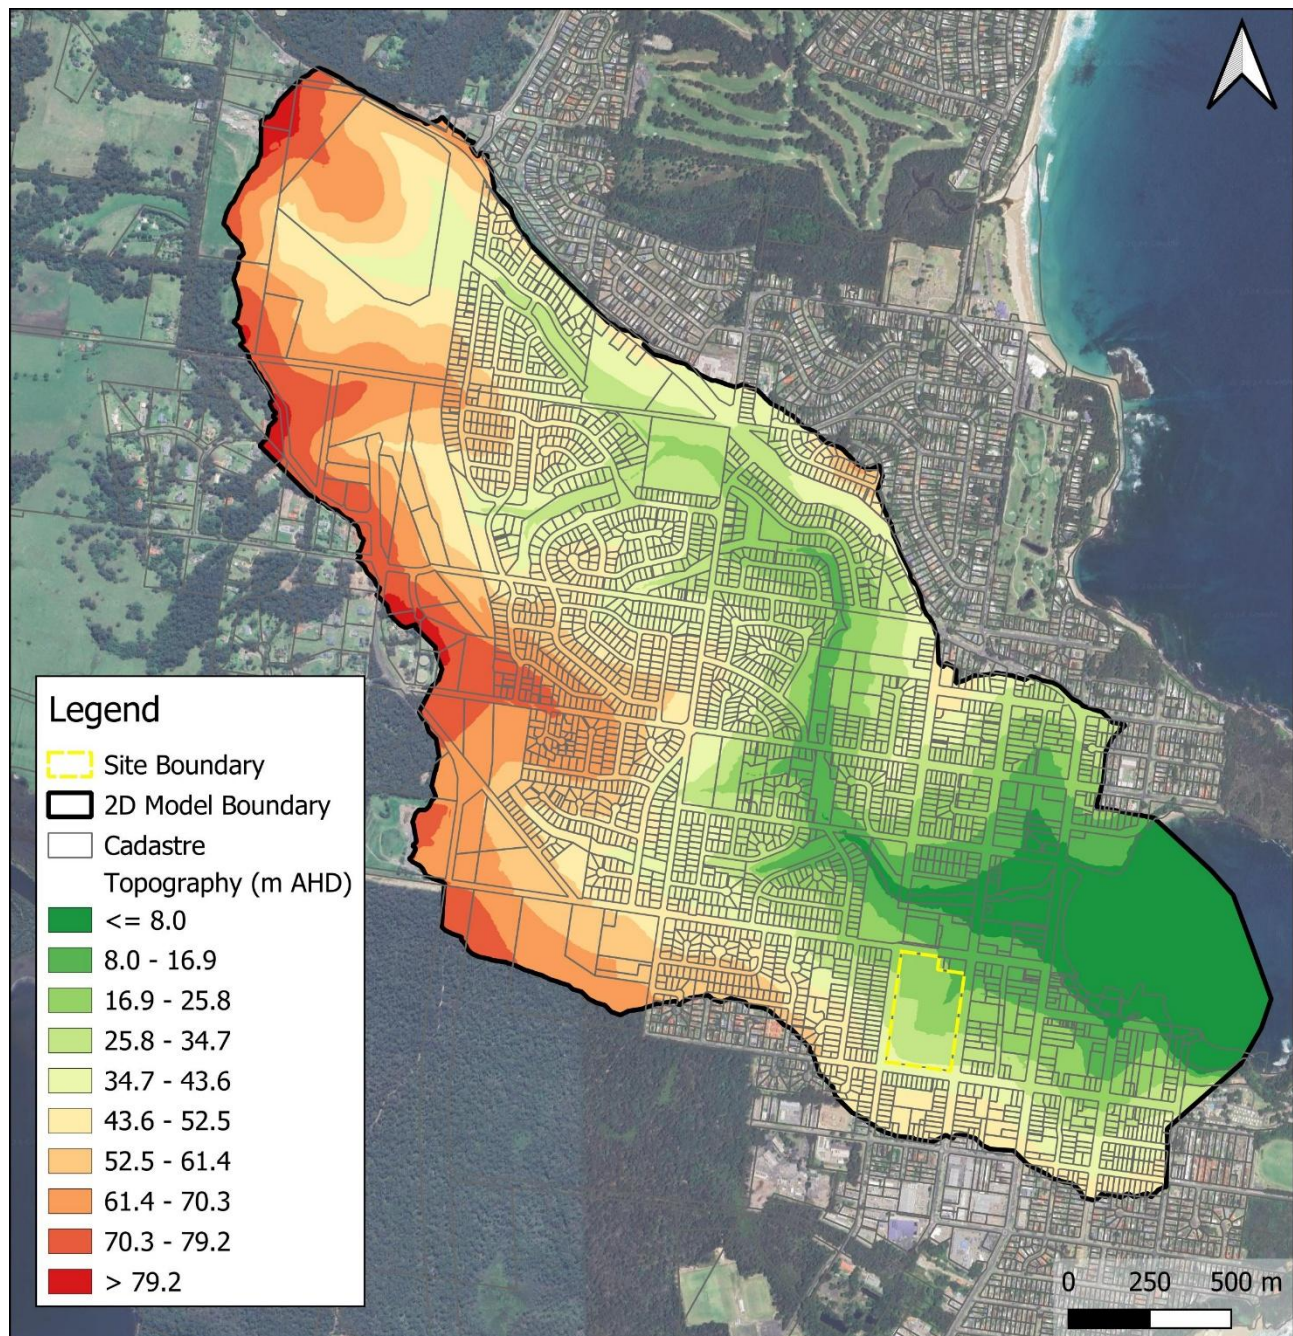 Legend
Site Boundary
2D Model Boundary
Cadastre
Topography (m AHD)
<= 8.0
8.0 - 16.9
16.9 - 25.8
25.8 - 34.7
34.7 - 43.6
43.6 - 52.5
52.5 - 61.4
61.4 - 70.3
70.3 - 79.2
> 79.2
0 250 500 m